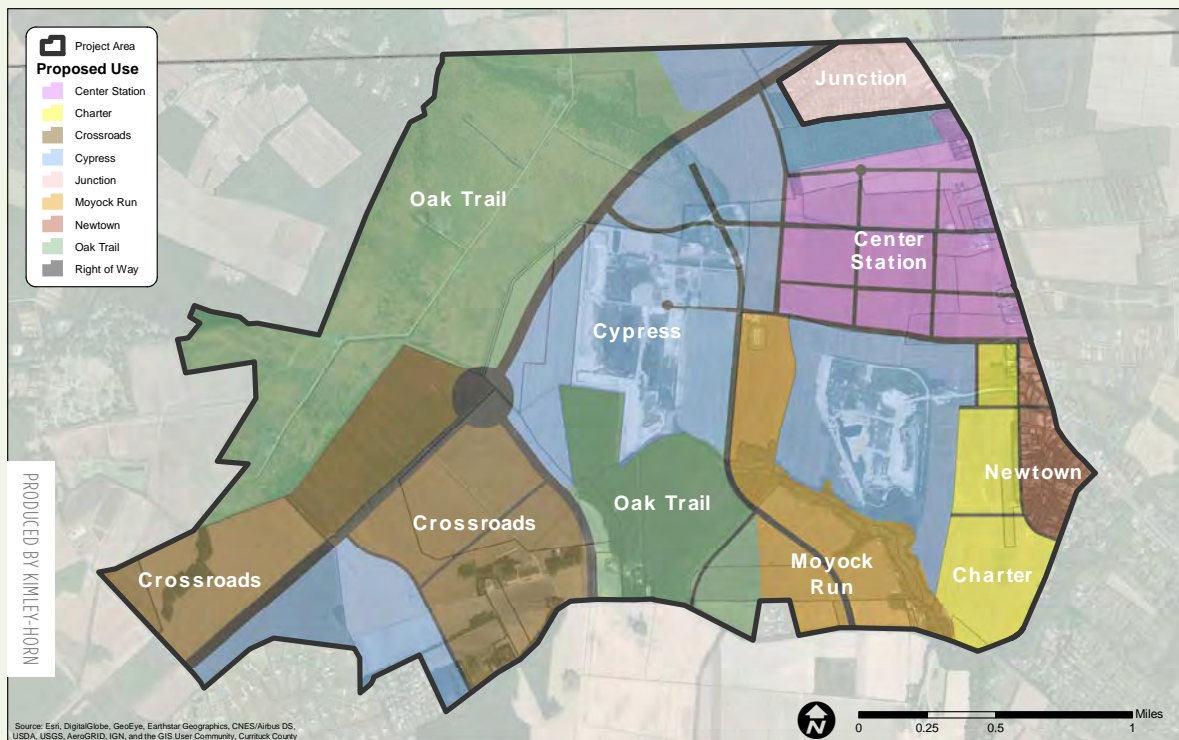 Project Area
Proposed Use
Center Station
Charter
Crossroads
Cypress
Junction
Moyock Run
Newtown
Oak Trail
Right of Way
Junction
Oak Trail
Center
Station
Cypress
Newtown
Oak Trail
Crossroads
Moyock
Run
Charter
Crossroads
PRODUCED BY KIMLEY-HORN
Source: Esri, DigitalGlobe, GeoEye, Earthstar Geographics, CNES/Airbus DS,
USDA, USGS, AeroGRID, IGN, and the GIS User Community, Currituck County
N
Miles
0 0.25 0.5 1